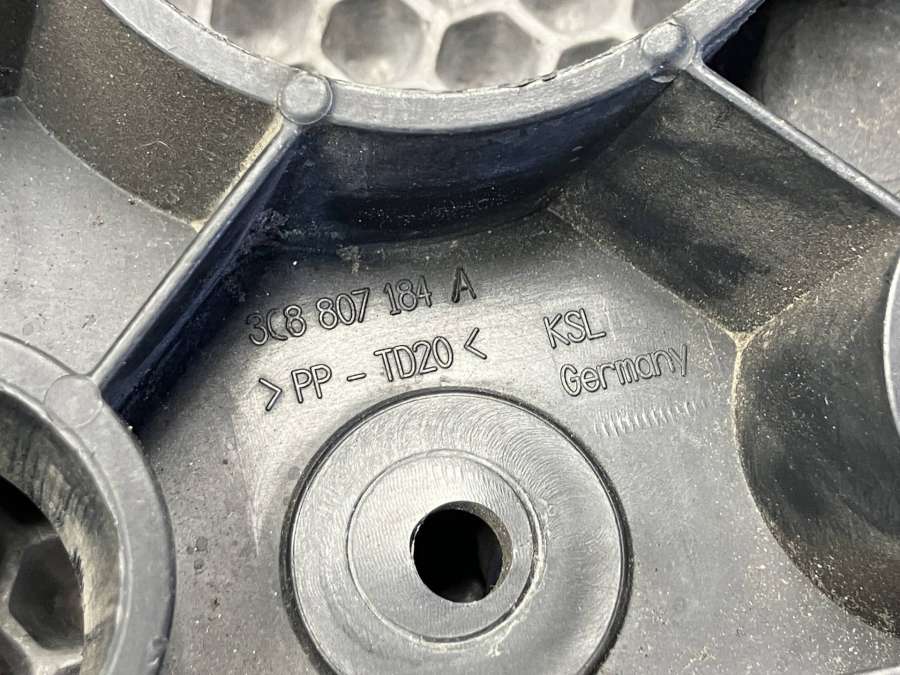 3C8 807 184 A
>PP - TD20<
KSL
Germany